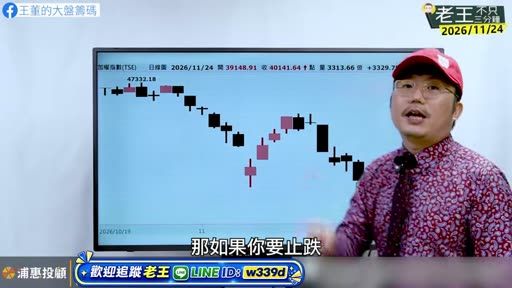 王董的大盤籌碼
老王不只三分鐘
2026/11/24
加權指數(TSE) 日線圖 2026/11/24 開 39148.91 收 40141.64↑點 量 3313.66 億 +3329.7
47332.18
2026/10/19
11
那如果你要止跌
浦惠投顧
歡迎追蹤 老王 LINE ID: w339d